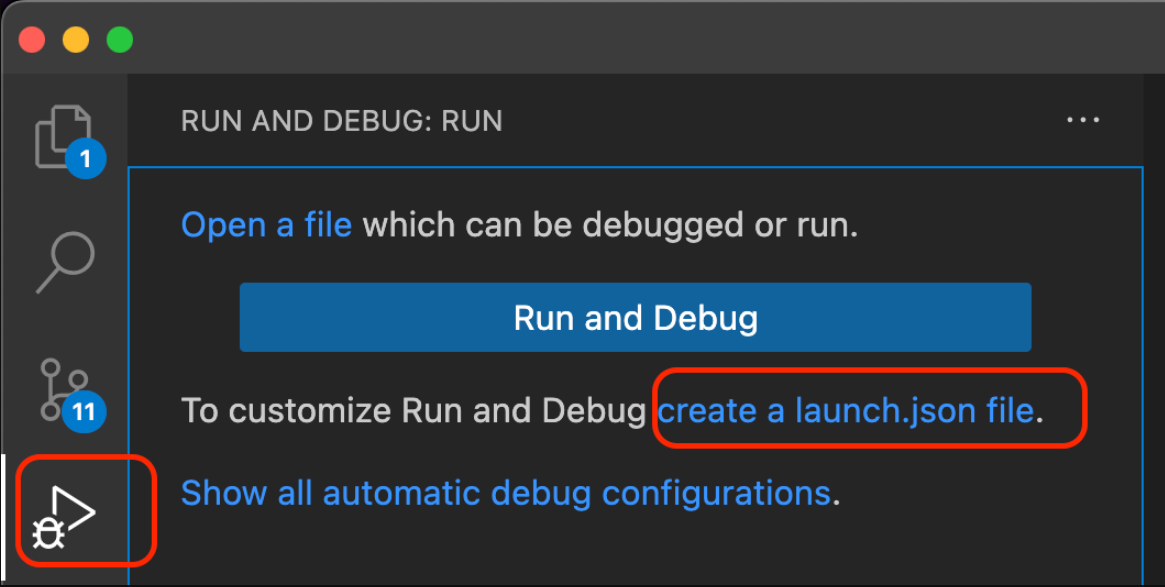 RUN AND DEBUG: RUN
...
1
Open a file which can be debugged or run.
Run and Debug
To customize Run and Debug create a launch.json file.
11
Show all automatic debug configurations.